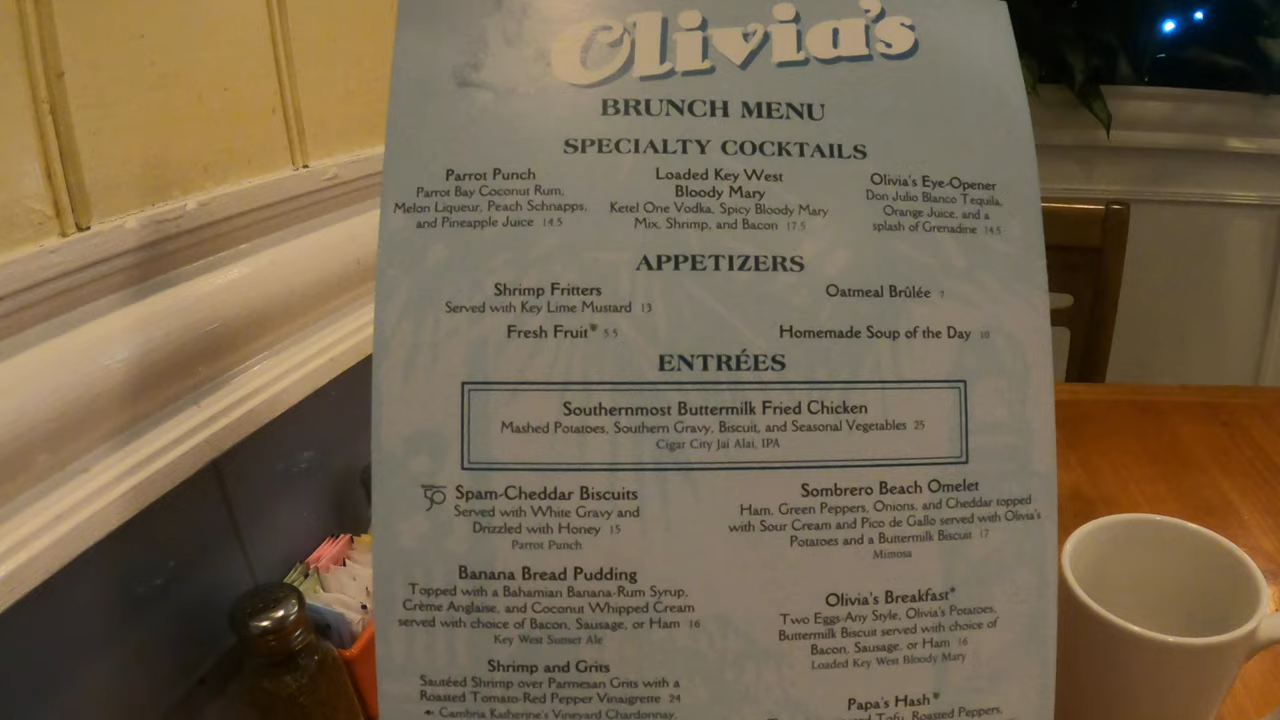 Olivia's
BRUNCH MENU
SPECIALTY COCKTAILS
Parrot Punch
Parrot Bay Coconut Rum,
Melon Liqueur, Peach Schnapps,
and Pineapple Juice 14.5
Loaded Key West
Bloody Mary
Ketel One Vodka, Spicy Bloody Mary
Mix, Shrimp, and Bacon 17.5
Olivia's Eye-Opener
Don Julio Blanco Tequila,
Orange Juice, and a
splash of Grenadine 14.5
APPETIZERS
Shrimp Fritters
Served with Key Lime Mustard 13
Fresh Fruit* 5.5
Oatmeal Brûlée 7
Homemade Soup of the Day 10
ENTRÉES
Southernmost Buttermilk Fried Chicken
Mashed Potatoes, Southern Gravy, Biscuit, and Seasonal Vegetables 25
Cigar City Jai Alai, IPA
50 Spam-Cheddar Biscuits
Served with White Gravy and
Drizzled with Honey 15
Parrot Punch
Banana Bread Pudding
Topped with a Bahamian Banana-Rum Syrup,
Crème Anglaise, and Coconut Whipped Cream
served with choice of Bacon, Sausage, or Ham 16
Key West Sunset Ale
Shrimp and Grits
Sautéed Shrimp over Parmesan Grits with a
Roasted Tomato-Red Pepper Vinaigrette 24
Cambria Katherine's Vineyard Chardonnay,
Sombrero Beach Omelet
Ham, Green Peppers, Onions, and Cheddar topped
with Sour Cream and Pico de Gallo served with Olivia's
Potatoes and a Buttermilk Biscuit 17
Mimosa
Olivia's Breakfast*
Two Eggs-Any Style, Olivia's Potatoes,
Buttermilk Biscuit served with choice of
Bacon, Sausage, or Ham 16
Loaded Key West Bloody Mary
Papa's Hash*
Tofu, Roasted Peppers,